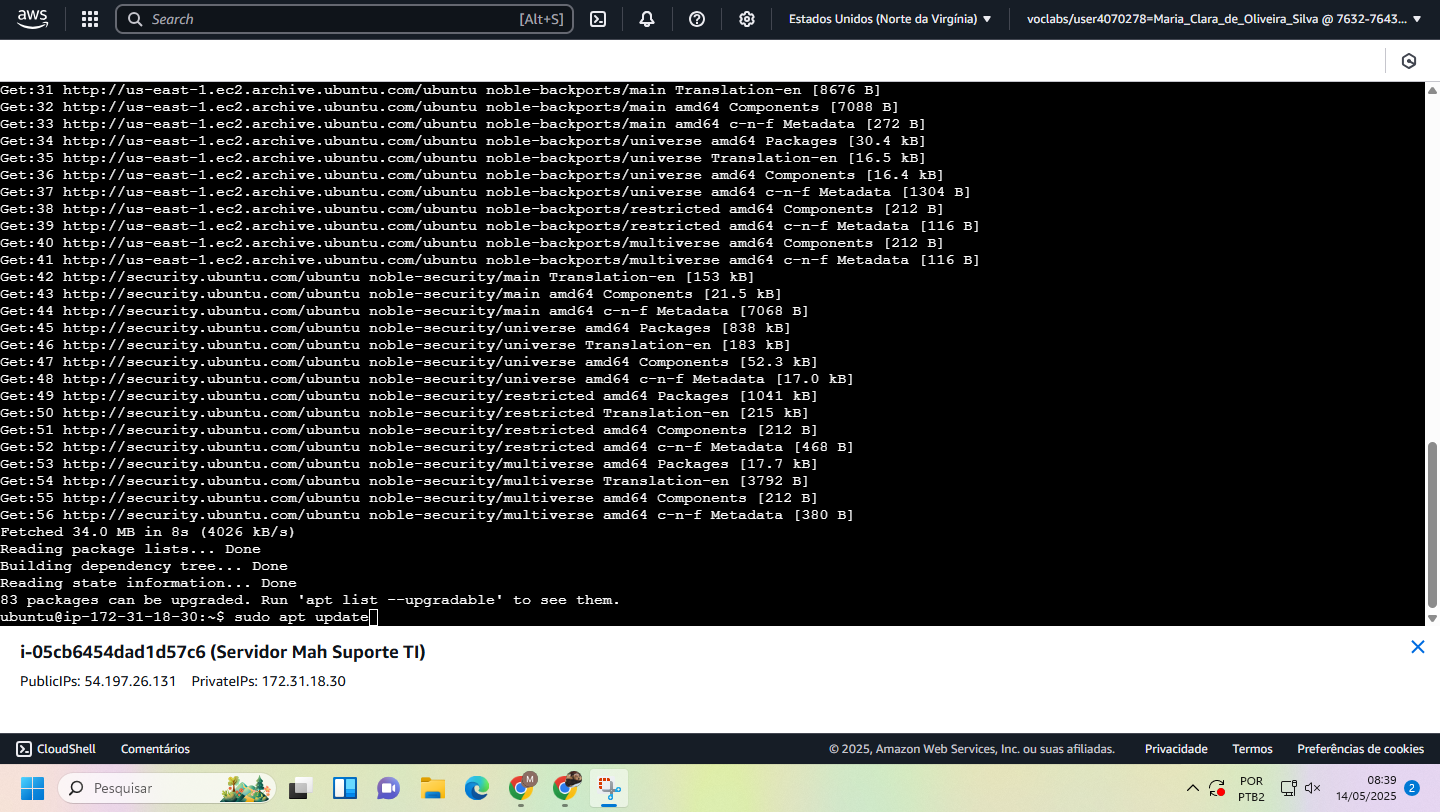 aws
Search [Alt+S]
Estados Unidos (Norte da Virgínia)
voclabs/user4070278=Maria_Clara_de_Oliveira_Silva @ 7632-7643...
Get:31 http://us-east-1.ec2.archive.ubuntu.com/ubuntu noble-backports/main Translation-en [8676 B]
Get:32 http://us-east-1.ec2.archive.ubuntu.com/ubuntu noble-backports/main amd64 Components [7088 B]
Get:33 http://us-east-1.ec2.archive.ubuntu.com/ubuntu noble-backports/main amd64 c-n-f Metadata [272 B]
Get:34 http://us-east-1.ec2.archive.ubuntu.com/ubuntu noble-backports/universe amd64 Packages [30.4 kB]
Get:35 http://us-east-1.ec2.archive.ubuntu.com/ubuntu noble-backports/universe Translation-en [16.5 kB]
Get:36 http://us-east-1.ec2.archive.ubuntu.com/ubuntu noble-backports/universe amd64 Components [16.4 kB]
Get:37 http://us-east-1.ec2.archive.ubuntu.com/ubuntu noble-backports/universe amd64 c-n-f Metadata [1304 B]
Get:38 http://us-east-1.ec2.archive.ubuntu.com/ubuntu noble-backports/restricted amd64 Components [212 B]
Get:39 http://us-east-1.ec2.archive.ubuntu.com/ubuntu noble-backports/restricted amd64 c-n-f Metadata [116 B]
Get:40 http://us-east-1.ec2.archive.ubuntu.com/ubuntu noble-backports/multiverse amd64 Components [212 B]
Get:41 http://us-east-1.ec2.archive.ubuntu.com/ubuntu noble-backports/multiverse amd64 c-n-f Metadata [116 B]
Get:42 http://security.ubuntu.com/ubuntu noble-security/main Translation-en [153 kB]
Get:43 http://security.ubuntu.com/ubuntu noble-security/main amd64 Components [21.5 kB]
Get:44 http://security.ubuntu.com/ubuntu noble-security/main amd64 c-n-f Metadata [7068 B]
Get:45 http://security.ubuntu.com/ubuntu noble-security/universe amd64 Packages [838 kB]
Get:46 http://security.ubuntu.com/ubuntu noble-security/universe Translation-en [183 kB]
Get:47 http://security.ubuntu.com/ubuntu noble-security/universe amd64 Components [52.3 kB]
Get:48 http://security.ubuntu.com/ubuntu noble-security/universe amd64 c-n-f Metadata [17.0 kB]
Get:49 http://security.ubuntu.com/ubuntu noble-security/restricted amd64 Packages [1041 kB]
Get:50 http://security.ubuntu.com/ubuntu noble-security/restricted Translation-en [215 kB]
Get:51 http://security.ubuntu.com/ubuntu noble-security/restricted amd64 Components [212 B]
Get:52 http://security.ubuntu.com/ubuntu noble-security/restricted amd64 c-n-f Metadata [468 B]
Get:53 http://security.ubuntu.com/ubuntu noble-security/multiverse amd64 Packages [17.7 kB]
Get:54 http://security.ubuntu.com/ubuntu noble-security/multiverse Translation-en [3792 B]
Get:55 http://security.ubuntu.com/ubuntu noble-security/multiverse amd64 Components [212 B]
Get:56 http://security.ubuntu.com/ubuntu noble-security/multiverse amd64 c-n-f Metadata [380 B]
Fetched 34.0 MB in 8s (4026 kB/s)
Reading package lists... Done
Building dependency tree... Done
Reading state information... Done
83 packages can be upgraded. Run 'apt list --upgradable' to see them.
ubuntu@ip-172-31-18-30:~$ sudo apt update
i-05cb6454dad1d57c6 (Servidor Mah Suporte TI)
PublicIPs: 54.197.26.131 PrivateIPs: 172.31.18.30
CloudShell Comentários © 2025, Amazon Web Services, Inc. ou suas afiliadas. Privacidade Termos Preferências de cookies
Pesquisar
M
POR
PTB2
08:39
14/05/2025
2